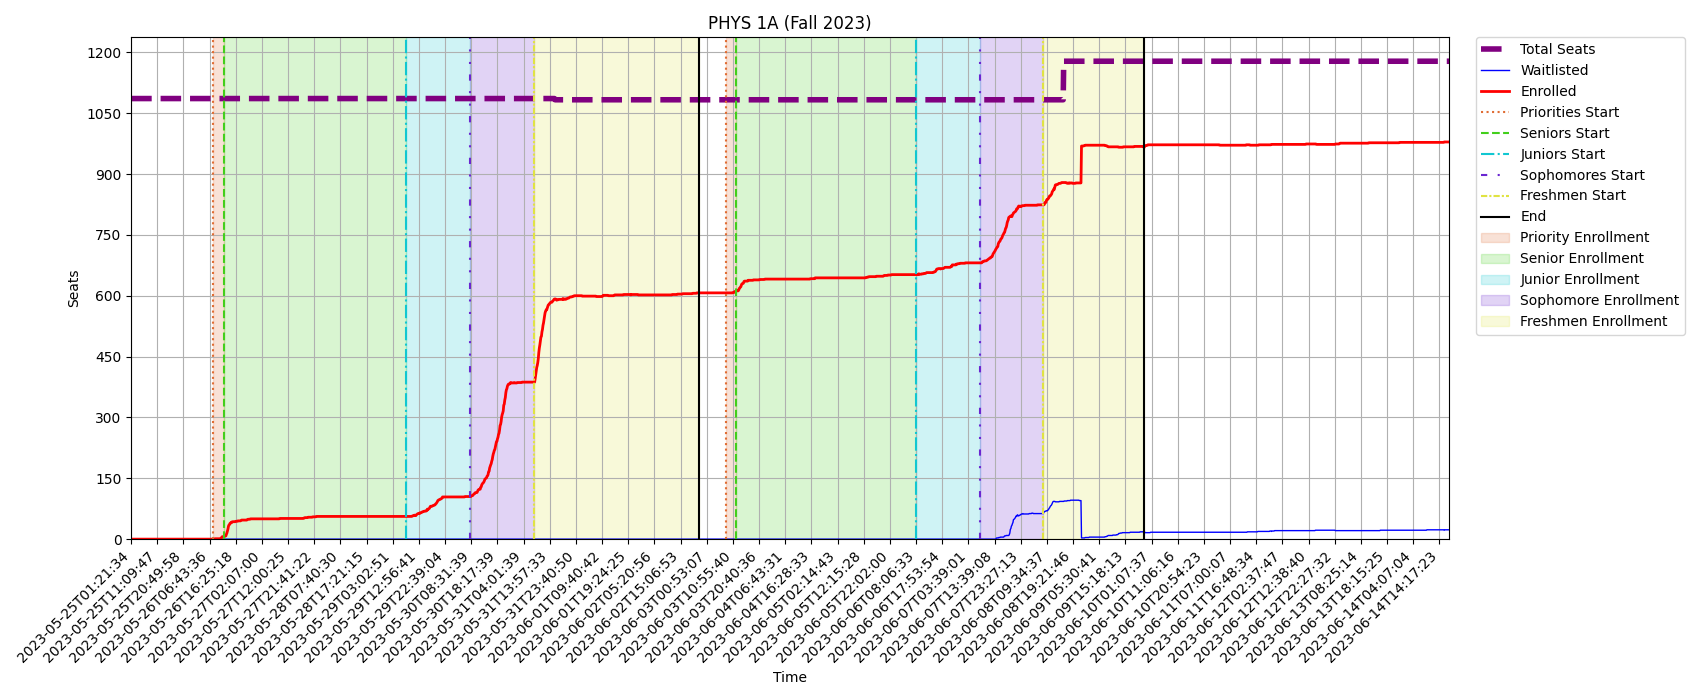 PHYS 1A (Fall 2023)
Seats
1200
1050
900
750
600
450
300
150
0
2023-05-25T01:21:34
2023-05-25T11:09:47
2023-05-25T20:49:58
2023-05-26T06:43:36
2023-05-26T16:25:18
2023-05-27T02:07:00
2023-05-27T12:00:25
2023-05-27T21:41:22
2023-05-28T07:40:30
2023-05-28T17:21:15
2023-05-29T03:02:51
2023-05-29T12:56:41
2023-05-29T22:39:04
2023-05-30T08:31:39
2023-05-30T18:17:39
2023-05-31T04:01:39
2023-05-31T13:57:33
2023-05-31T23:40:50
2023-06-01T09:40:42
2023-06-01T19:24:25
2023-06-02T05:20:56
2023-06-02T15:06:53
2023-06-03T00:53:07
2023-06-03T10:55:40
2023-06-03T20:40:36
2023-06-04T06:43:31
2023-06-04T16:28:33
2023-06-05T02:14:43
2023-06-05T12:15:28
2023-06-05T22:02:00
2023-06-06T08:06:33
2023-06-06T17:53:54
2023-06-07T03:39:01
2023-06-07T13:39:08
2023-06-07T23:27:13
2023-06-08T09:34:37
2023-06-08T19:21:46
2023-06-09T05:30:41
2023-06-09T15:18:13
2023-06-10T01:07:37
2023-06-10T11:06:16
2023-06-10T20:54:23
2023-06-11T07:00:07
2023-06-11T16:48:34
2023-06-12T02:37:47
2023-06-12T12:38:40
2023-06-12T22:27:32
2023-06-13T08:25:14
2023-06-13T18:15:25
2023-06-14T04:07:04
2023-06-14T14:17:23
Time
Total Seats
Waitlisted
Enrolled
Priorities Start
Seniors Start
Juniors Start
Sophomores Start
Freshmen Start
End
Priority Enrollment
Senior Enrollment
Junior Enrollment
Sophomore Enrollment
Freshmen Enrollment